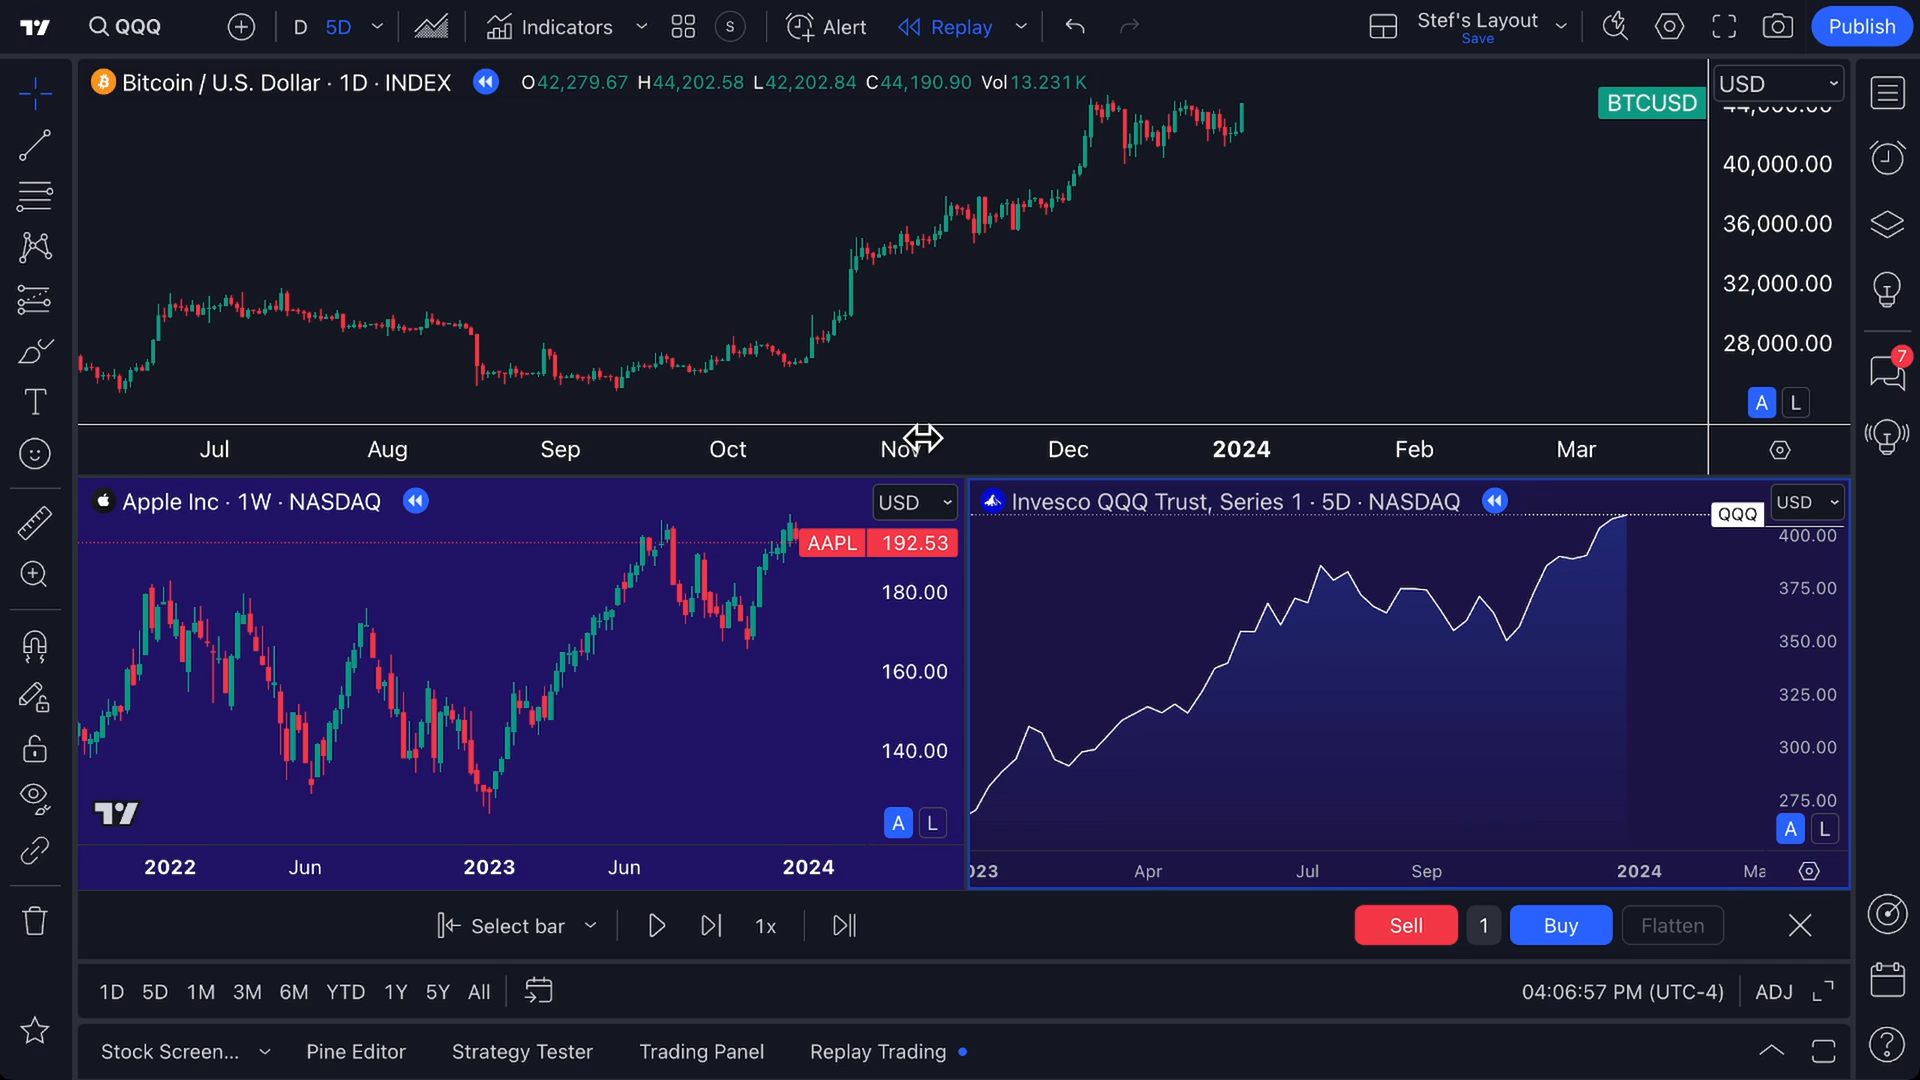 QQQ
D 5D
Indicators
S
Alert
Replay
Stef's Layout
Save
Publish
Bitcoin / U.S. Dollar · 1D · INDEX
O42,279.67 H44,202.58 L42,202.84 C44,190.90 Vol13.231K
BTCUSD
USD
44,000.00
40,000.00
36,000.00
32,000.00
28,000.00
A L
Jul Aug Sep Oct Nov Dec 2024 Feb Mar
7
Apple Inc · 1W · NASDAQ
USD
AAPL 192.53
180.00
160.00
140.00
A L
2022 Jun 2023 Jun 2024
Invesco QQQ Trust, Series 1 · 5D · NASDAQ
QQQ
USD
400.00
375.00
350.00
325.00
300.00
275.00
A L
023 Apr Jul Sep 2024 Ma
Select bar
1x
Sell 1 Buy Flatten
1D 5D 1M 3M 6M YTD 1Y 5Y All
04:06:57 PM (UTC-4)
ADJ
Stock Screen...
Pine Editor
Strategy Tester
Trading Panel
Replay Trading